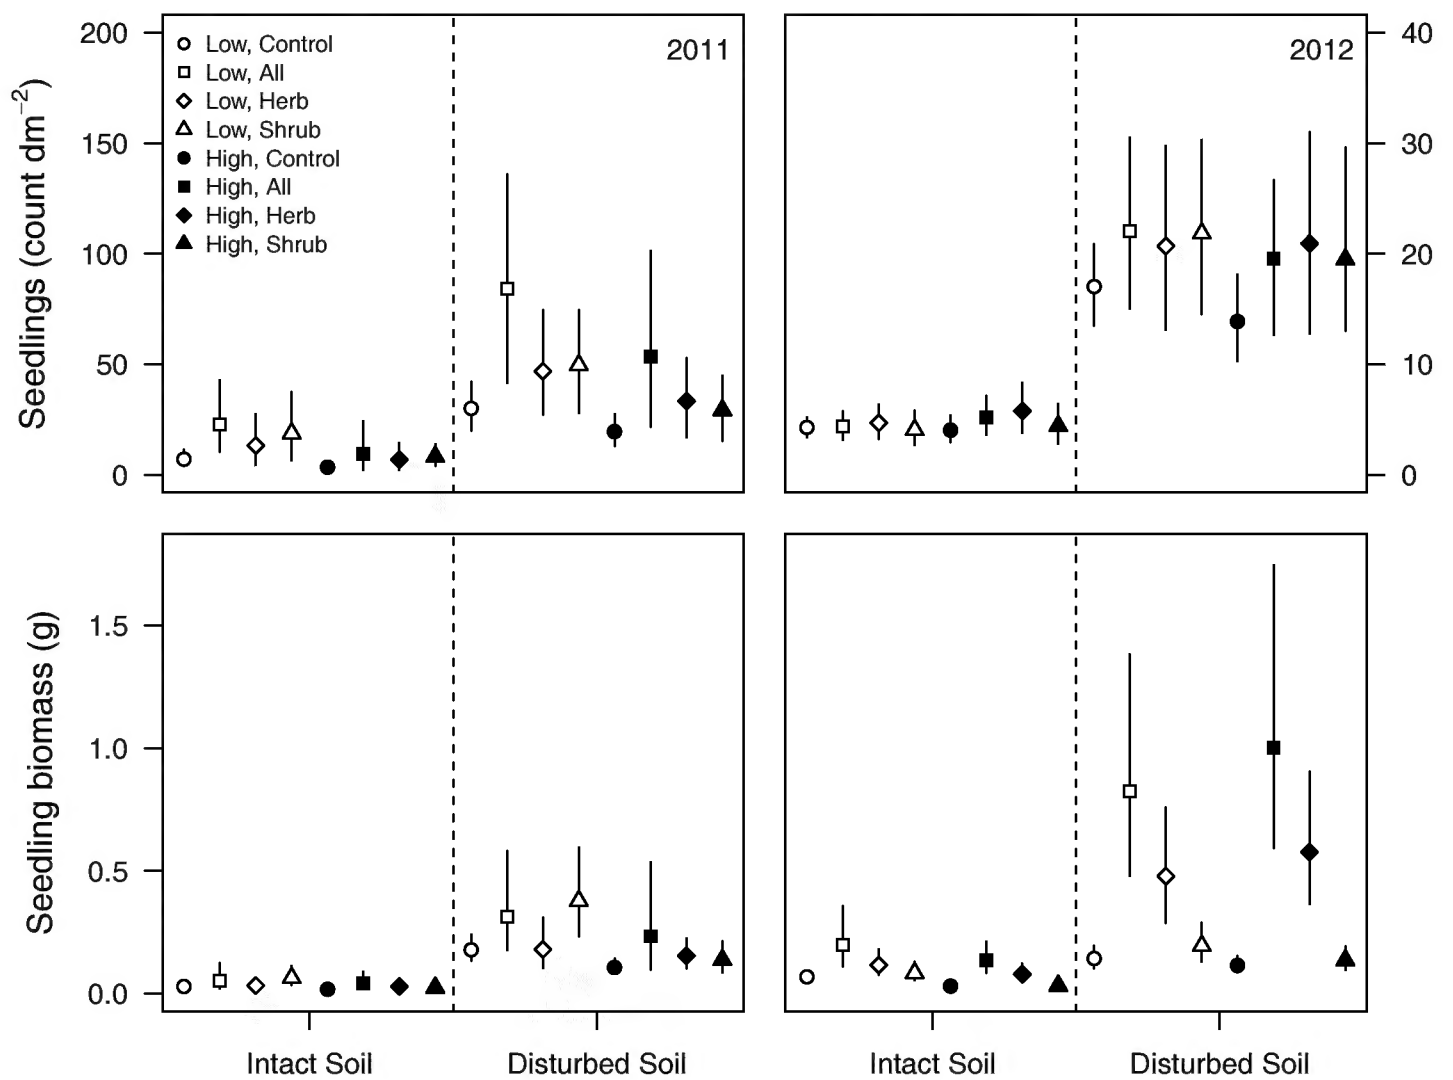 2011
2012
Low, Control
Low, All
Low, Herb
Low, Shrub
High, Control
High, All
High, Herb
High, Shrub
Seedlings (count dm⁻²)
200
150
100
50
0
40
30
20
10
0
Seedling biomass (g)
1.5
1.0
0.5
0.0
Intact Soil
Disturbed Soil
Intact Soil
Disturbed Soil